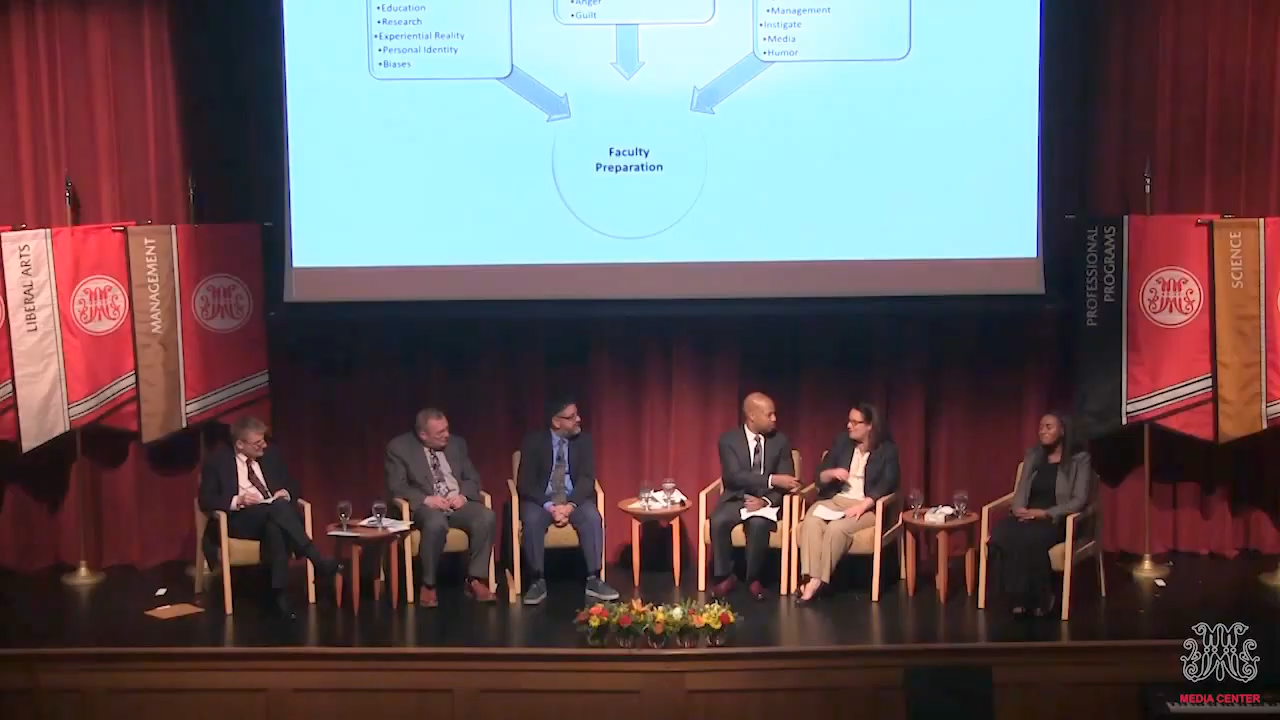 •Education
•Research
•Experiential Reality
•Personal Identity
•Biases
•Anger
•Guilt
•Management
•Instigate
•Media
•Humor
Faculty
Preparation
LIBERAL ARTS
MANAGEMENT
PROFESSIONAL
PROGRAMS
SCIENCE
MEDIA CENTER